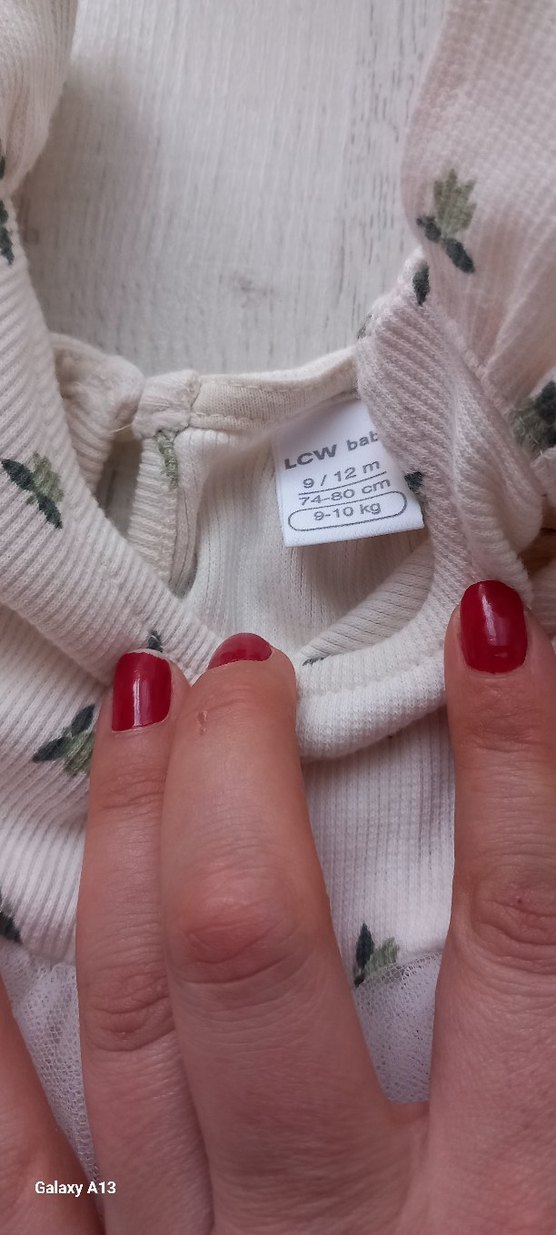 LCW bab
9 / 12 m
74-80 cm
9-10 kg
Galaxy A13